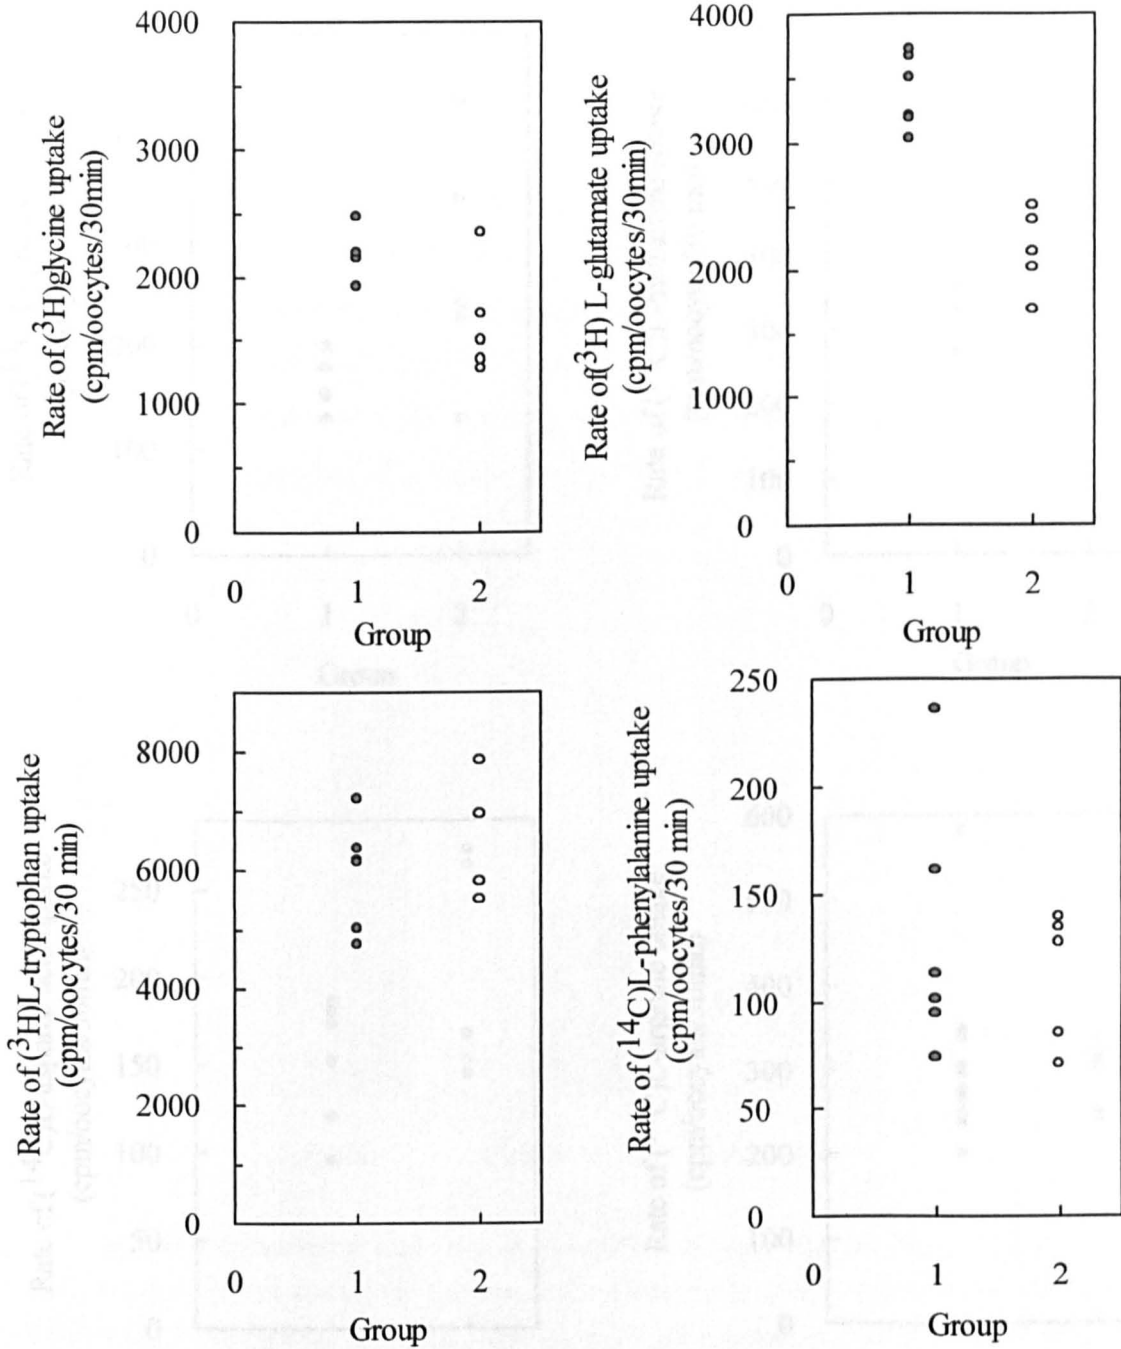 4000
3000
2000
1000
0
Rate of (3H)glycine uptake
(cpm/oocytes/30min)
0 1 2
Group
4000
3000
2000
1000
0
Rate of(3H) L-glutamate uptake
(cpm/oocytes/30min)
0 1 2
Group
8000
6000
4000
2000
0
Rate of (3H)L-tryptophan uptake
(cpm/oocytes/30 min)
0 1 2
Group
250
200
150
100
50
0
Rate of (14C)L-phenylalanine uptake
(cpm/oocytes/30 min)
0 1 2
Group